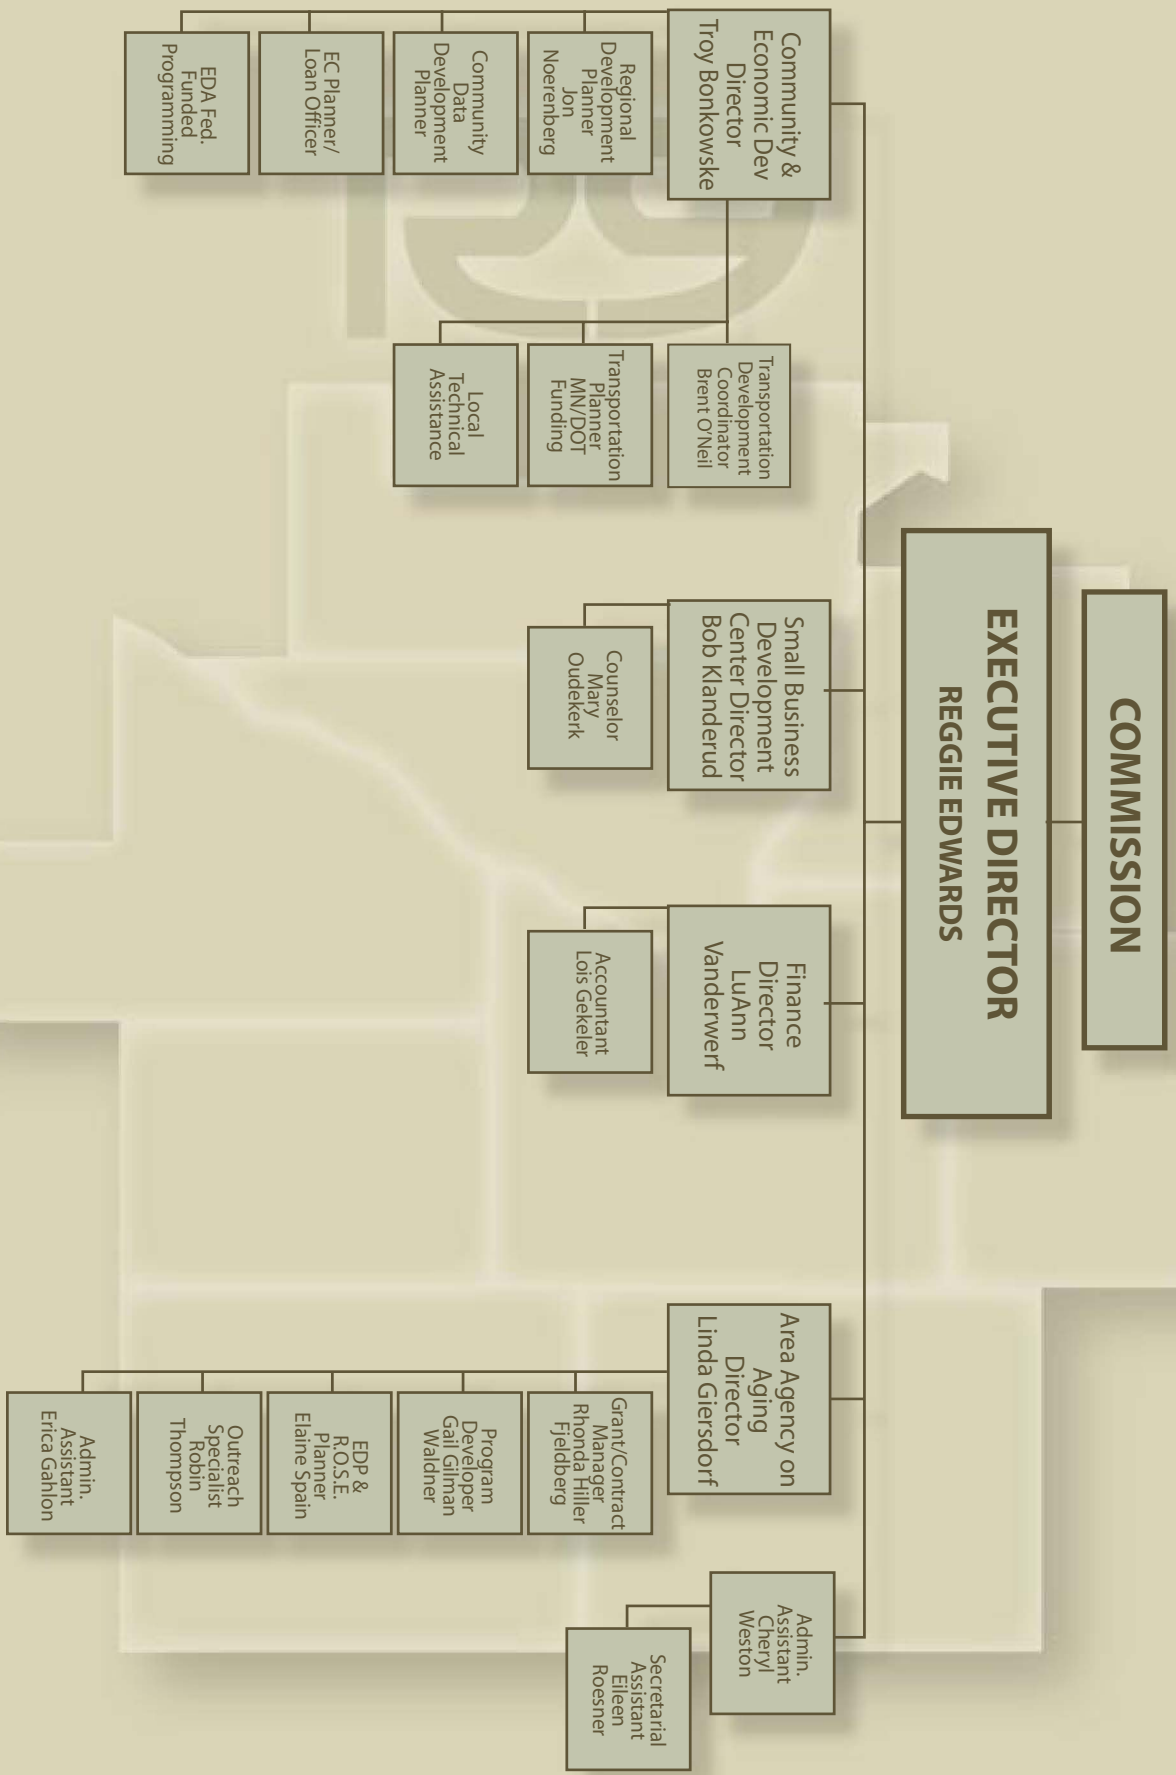 COMMISSION
EXECUTIVE DIRECTOR
REGGIE EDWARDS
Community &
Economic Dev
Director
Troy Bonkowske
Regional
Development
Planner
Jon
Noerenberg
Community
Data
Development
Planner
EC Planner/
Loan Officer
EDA Fed.
Funded
Programming
Transportation
Development
Coordinator
Brent O'Neil
Transportation
Planner
MN/DOT
Funding
Local
Technical
Assistance
Small Business
Development
Center Director
Bob Klanderud
Counselor
Mary
Oudekerk
Finance
Director
LuAnn
Vanderwerf
Accountant
Lois Gekeler
Area Agency on
Aging
Director
Linda Giersdorf
Grant/Contract
Manager
Rhonda Hiller
Fjeldberg
Program
Developer
Gail Gilman
Waldner
EDP &
R.O.S.E.
Planner
Elaine Spain
Outreach
Specialist
Robin
Thompson
Admin.
Assistant
Erica Gahlon
Admin.
Assistant
Cheryl
Weston
Secretarial
Assistant
Eileen
Roesner